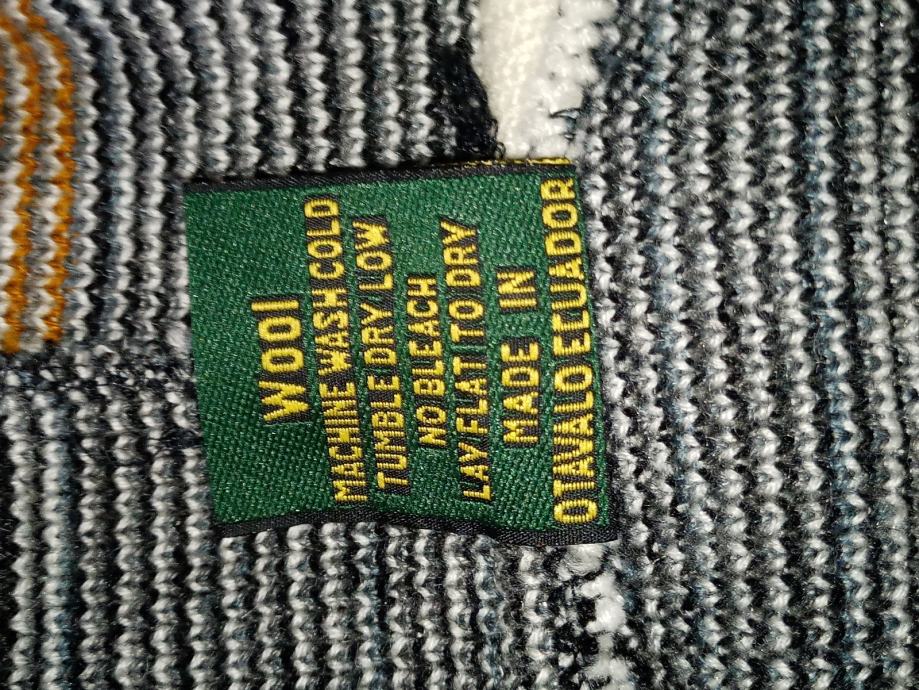 WOOl
MACHINE WASH COLD
TUMBLE DRY/LOW
NO BLEACH
LAY/FLAT TO DRY
MADE IN
OTAVALO ECUADOR